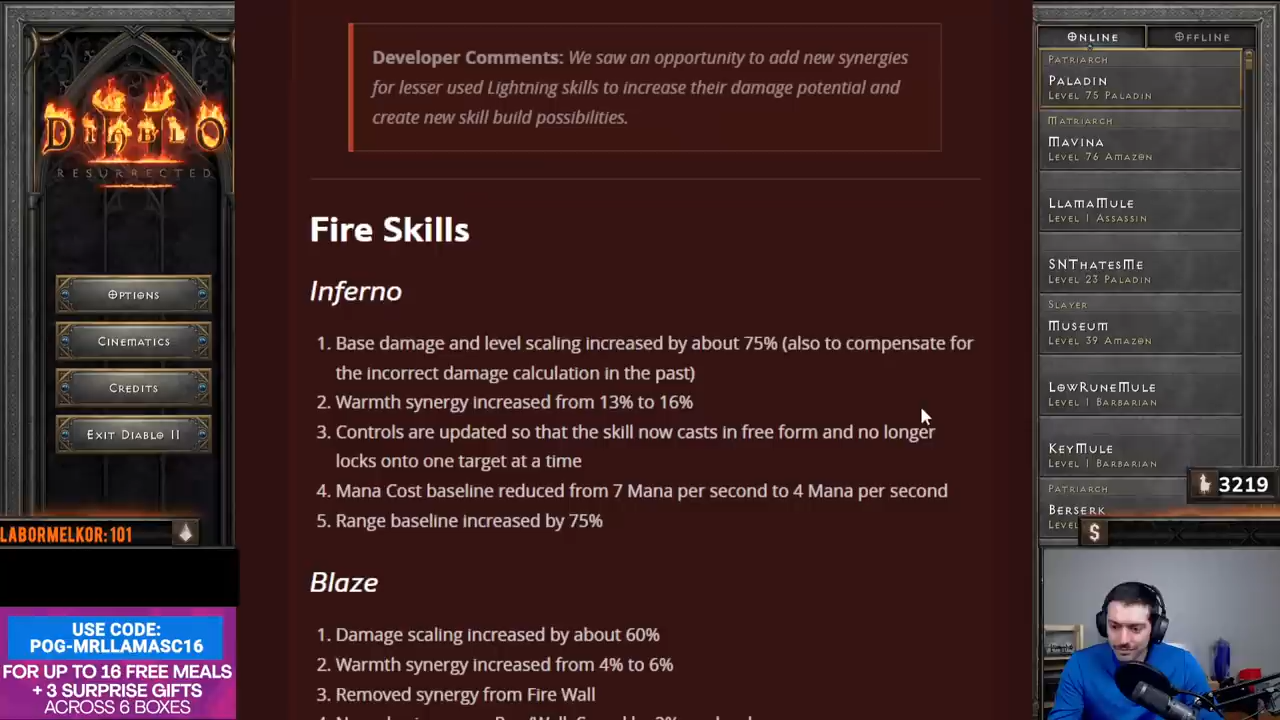 DIABLO
II
RESURRECTED
OPTIONS
CINEMATICS
CREDITS
EXIT DIABLO II
LABORMELKOR: 101
USE CODE:
POG-MRLLAMASC16
FOR UP TO 16 FREE MEALS
+ 3 SURPRISE GIFTS
ACROSS 6 BOXES
Developer Comments: We saw an opportunity to add new synergies
for lesser used Lightning skills to increase their damage potential and
create new skill build possibilities.
Fire Skills
Inferno
1. Base damage and level scaling increased by about 75% (also to compensate for
the incorrect damage calculation in the past)
2. Warmth synergy increased from 13% to 16%
3. Controls are updated so that the skill now casts in free form and no longer
locks onto one target at a time
4. Mana Cost baseline reduced from 7 Mana per second to 4 Mana per second
5. Range baseline increased by 75%
Blaze
1. Damage scaling increased by about 60%
2. Warmth synergy increased from 4% to 6%
3. Removed synergy from Fire Wall
ONLINE
OFFLINE
PATRIARCH
PALADIN
LEVEL 75 PALADIN
MATRIARCH
MAVINA
LEVEL 76 AMAZON
LLAMAMULE
LEVEL 1 ASSASSIN
SNTHATESME
LEVEL 23 PALADIN
SLAYER
MUSEUM
LEVEL 39 AMAZON
LOWRUNEMULE
LEVEL 1 BARBARIAN
KEYMULE
LEVEL 1 BARBARIAN
PATRIARCH
BERSERK
LEVEL
3219
$